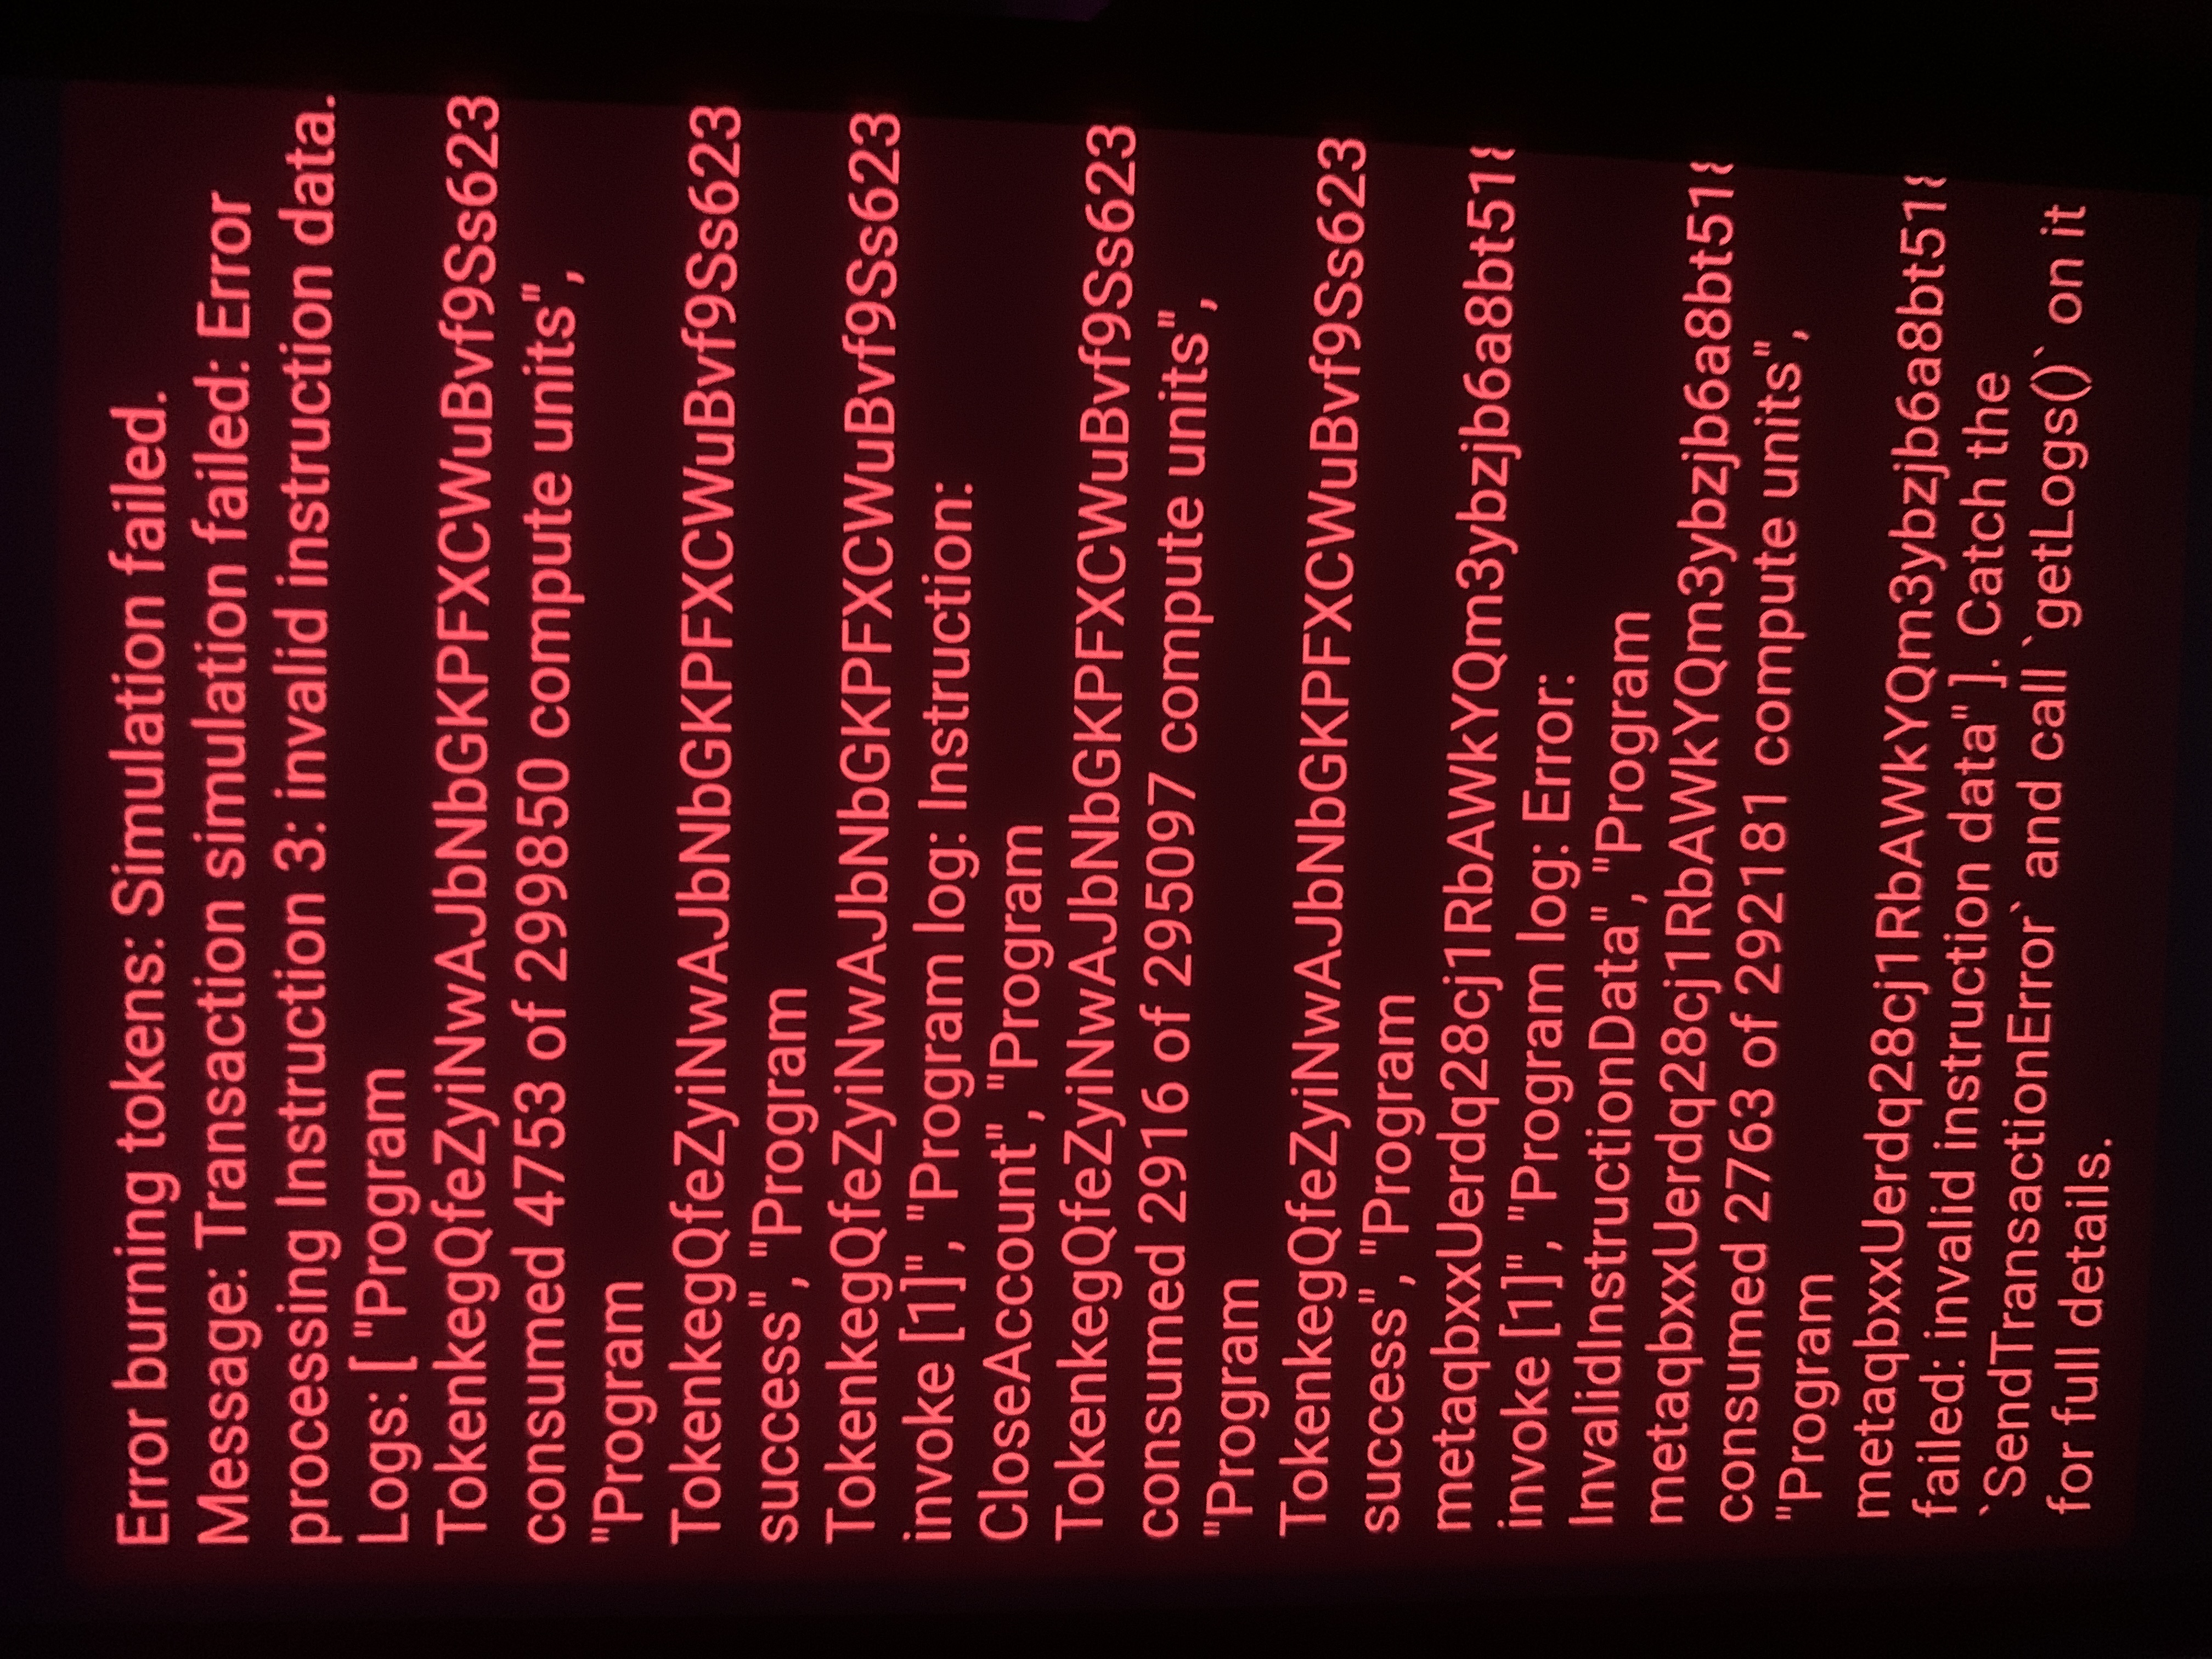 Error burning tokens: Simulation failed.
Message: Transaction simulation failed: Error
processing Instruction 3: invalid instruction data.
Logs: [ "Program
TokenkegQfeZyiNwAJbNbGKPFXCWuBvf9Ss623
consumed 4753 of 299850 compute units",
"Program
TokenkegQfeZyiNwAJbNbGKPFXCWuBvf9Ss623
success", "Program
TokenkegQfeZyiNwAJbNbGKPFXCWuBvf9Ss623
invoke [1]", "Program log: Instruction:
CloseAccount", "Program
TokenkegQfeZyiNwAJbNbGKPFXCWuBvf9Ss623
consumed 2916 of 295097 compute units",
"Program
TokenkegQfeZyiNwAJbNbGKPFXCWuBvf9Ss623
success", "Program
metaqbxxUerdq28cj1RbAWkYQm3ybzjb6a8bt51
invoke [1]", "Program log: Error:
InvalidInstructionData", "Program
metaqbxxUerdq28cj1RbAWkYQm3ybzjb6a8bt51
consumed 2763 of 292181 compute units",
"Program
metaqbxxUerdq28cj1RbAWkYQm3ybzjb6a8bt51
failed: invalid instruction data" ]. Catch the
`SendTransactionError` and call `getLogs()` on it
for full details.